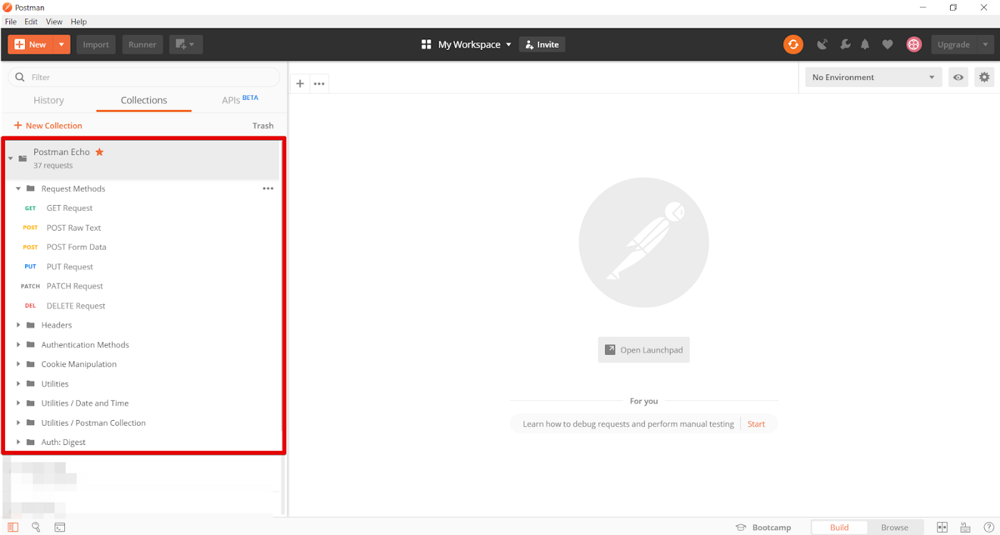 Postman
File Edit View Help
New Import Runner My Workspace Invite Upgrade
Filter
No Environment
History Collections APIs BETA
New Collection Trash
Postman Echo
37 requests
Request Methods
GET GET Request
POST POST Raw Text
POST POST Form Data
PUT PUT Request
PATCH PATCH Request
DEL DELETE Request
Headers
Authentication Methods
Cookie Manipulation
Utilities
Utilities / Date and Time
Utilities / Postman Collection
Auth: Digest
Open Launchpad
For you
Learn how to debug requests and perform manual testing Start
Bootcamp Build Browse